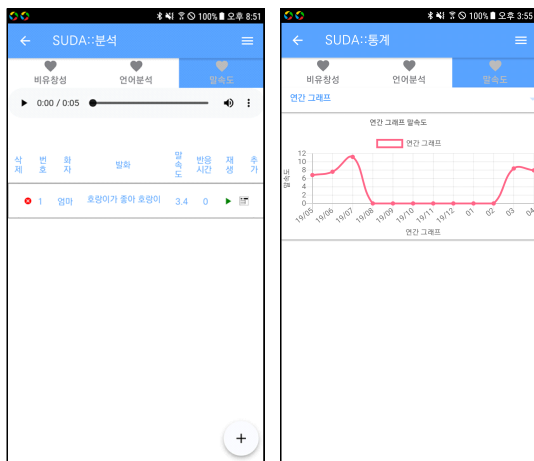 100% 오후 8:51
SUDA::분석
비유창성 언어분석 말속도
0:00 / 0:05
삭제 번호 화자 발화 말속도 반응시간 재생 추가
1 엄마 호랑이가 좋아 호랑이 3.4 0
+
100% 오후 3:55
SUDA::통계
비유창성 언어분석 말속도
연간 그래프
연간 그래프 말속도
연간 그래프
말속도
12
10
8
6
4
2
0
19/05 19/06 19/07 19/08 19/09 19/10 19/11 19/12 01 02 03 04
연간 그래프